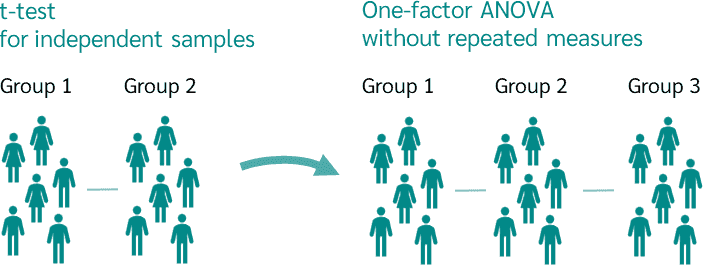 t-test
for independent samples
Group 1
Group 2
One-factor ANOVA
without repeated measures
Group 1
Group 2
Group 3